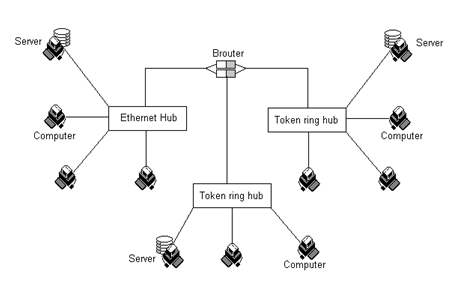 Server
Brouter
Server
Ethernet Hub
Token ring hub
Computer
Computer
Token ring hub
Server
Computer